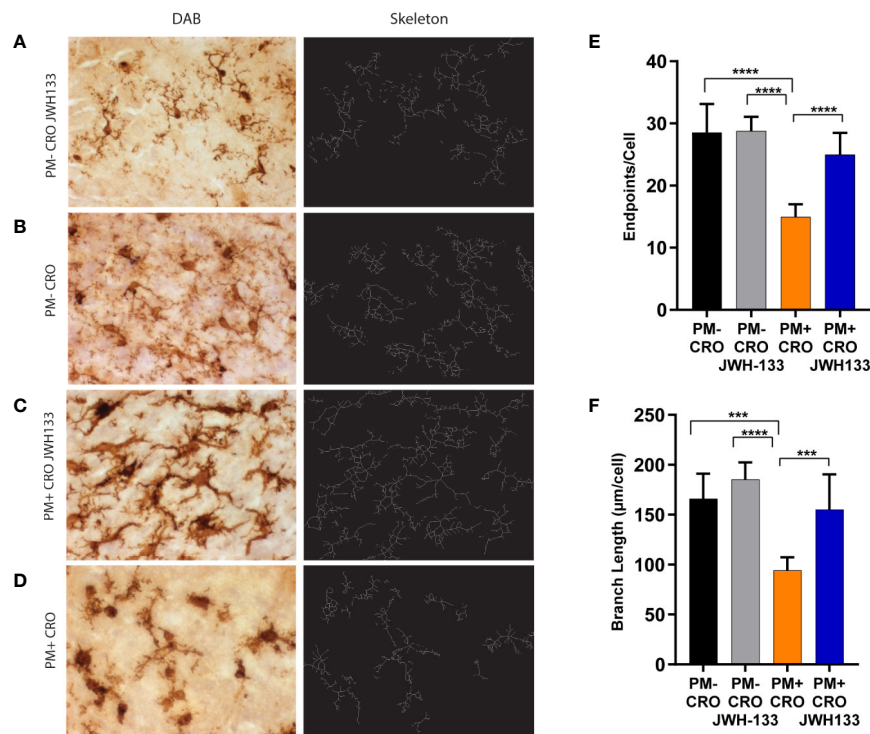 DAB
Skeleton
A
PM- CRO JWH133
B
PM- CRO
C
PM+ CRO JWH133
D
PM+ CRO
E
Endpoints/Cell
40
30
20
10
0
****
****
****
PM-
CRO
PM-
CRO
JWH-133
PM+
CRO
PM+
CRO
JWH133
F
Branch Length (µm/cell)
250
200
150
100
50
0
***
****
***
PM-
CRO
PM-
CRO
JWH-133
PM+
CRO
PM+
CRO
JWH133